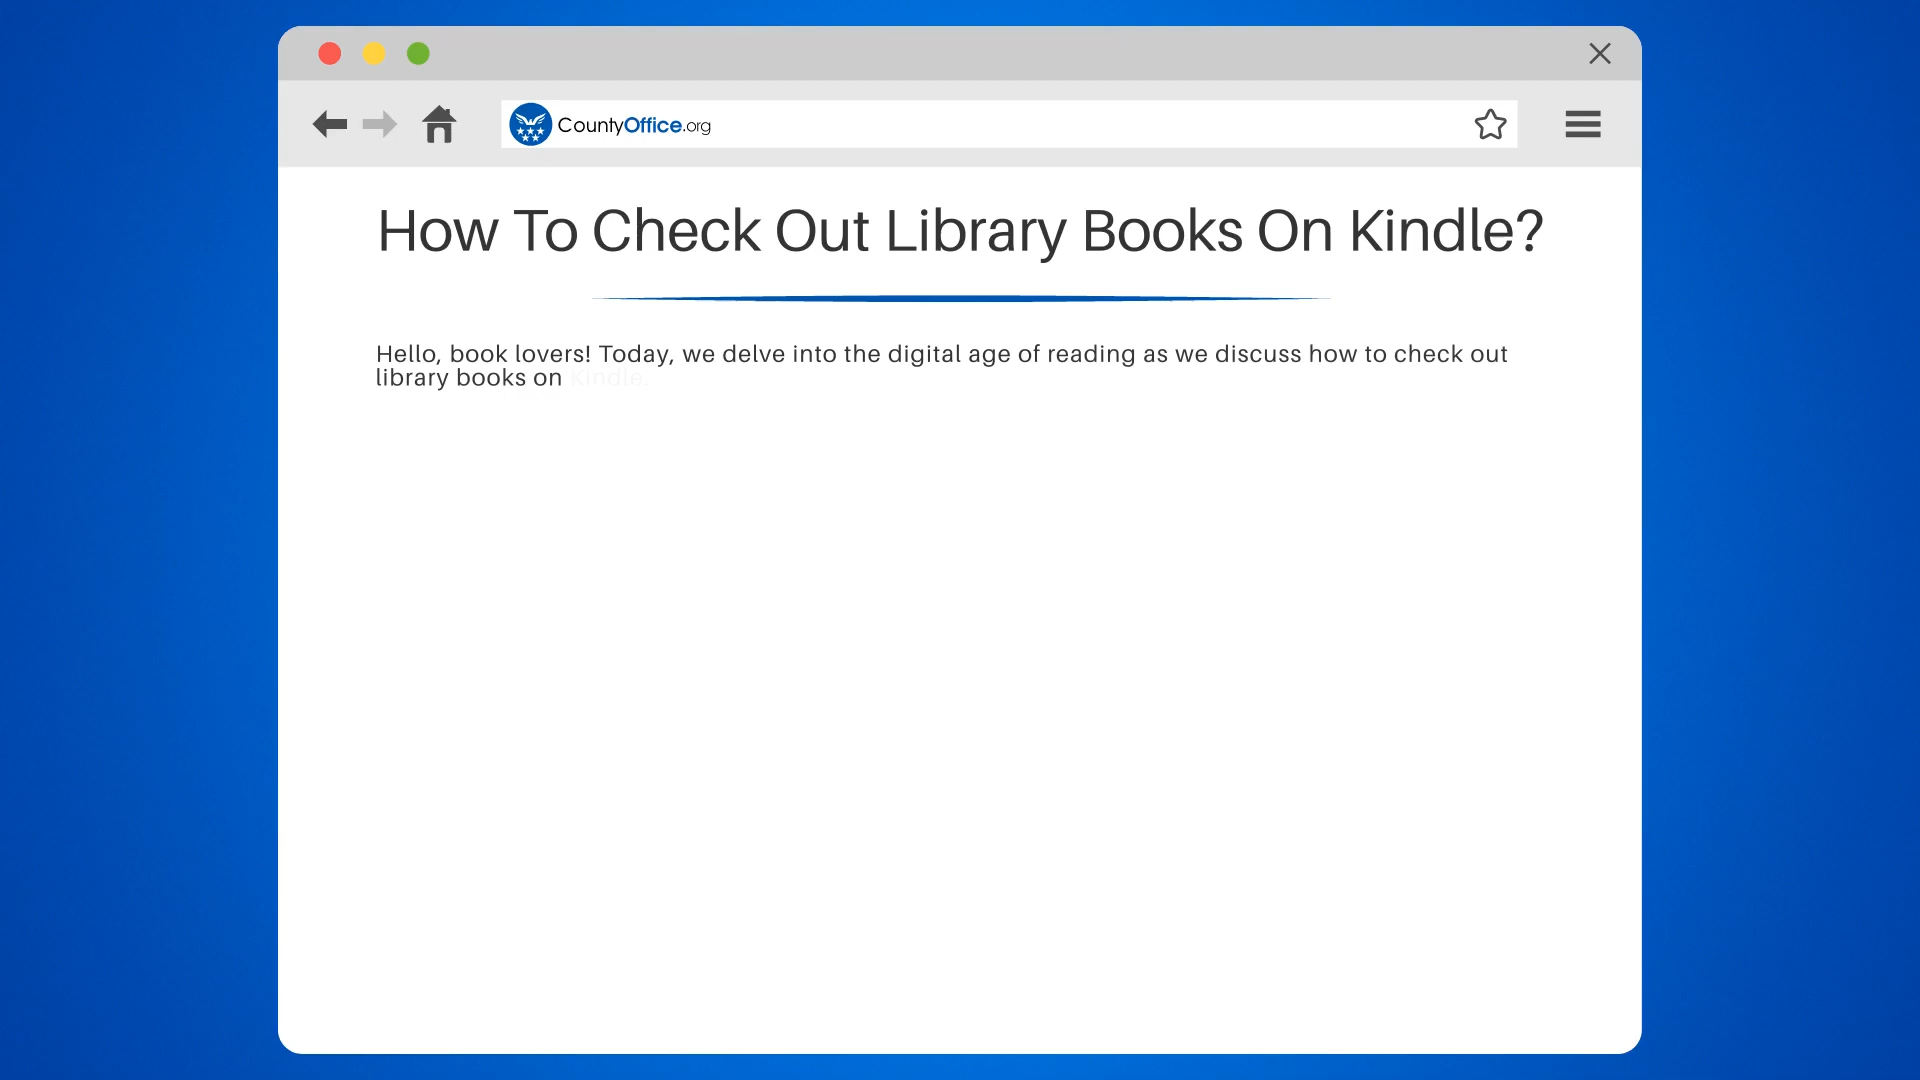 CountyOffice.org
How To Check Out Library Books On Kindle?
Hello, book lovers! Today, we delve into the digital age of reading as we discuss how to check out
library books on Kindle.